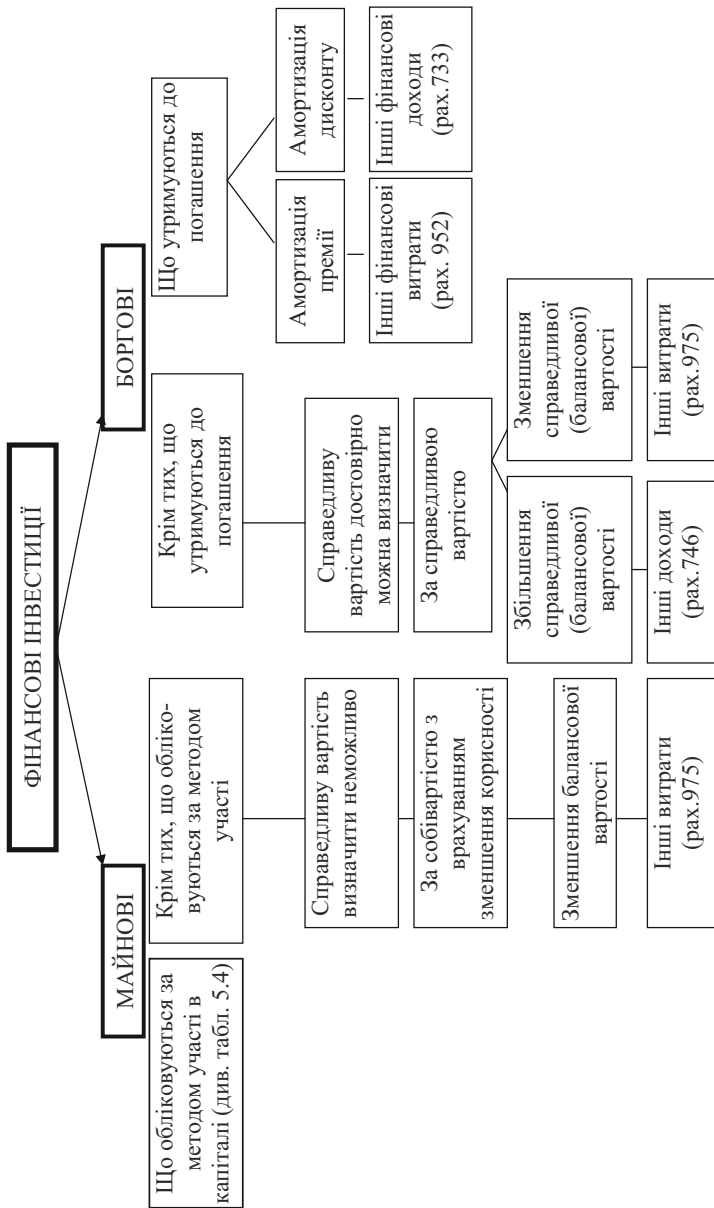 ФІНАНСОВІ ІНВЕСТИЦІЇ
МАЙНОВІ
БОРГОВІ
Що обліковуються за
методом участі в
капіталі (див. табл. 5.4)
Крім тих, що обліко-
вуються за методом
участі
Крім тих, що
утримуються до
погашення
Що утримуються до
погашення
Справедливу вартість
визначити неможливо
Справедливу
вартість достовірно
можна визначити
Амортизація
премії
Амортизація
дисконту
За собівартістю з
врахуванням
зменшення корисності
За справедливою
вартістю
Інші фінансові
витрати
(рах. 952)
Інші фінансові
доходи
(рах.733)
Зменшення балансової
вартості
Збільшення
справедливої
(балансової)
вартості
Зменшення
справедливої
(балансової)
вартості
Інші витрати
(рах.975)
Інші доходи
(рах.746)
Інші витрати
(рах.975)